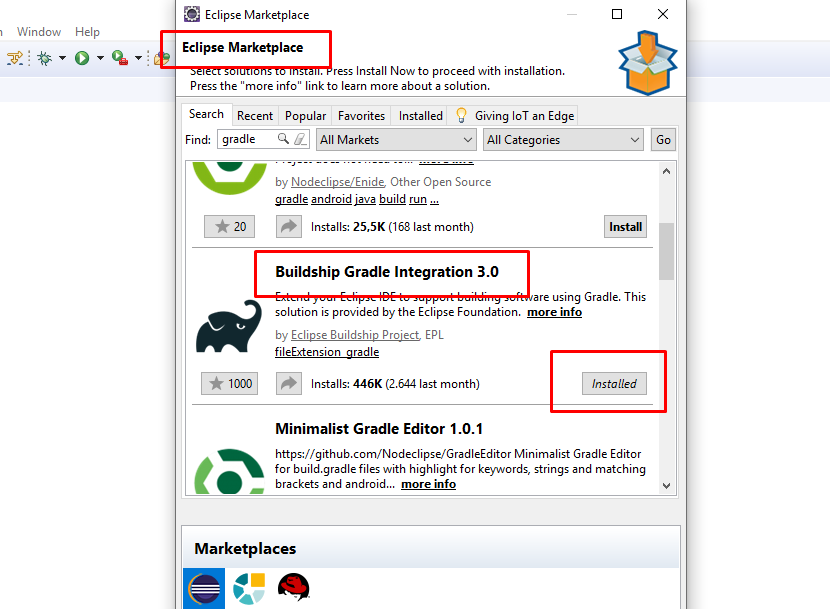 Eclipse Marketplace
Window Help
Eclipse Marketplace
Select solutions to install. Press Install Now to proceed with installation.
Press the "more info" link to learn more about a solution.
Search Recent Popular Favorites Installed Giving IoT an Edge
Find: gradle All Markets All Categories Go
Project does not need to... more info
by Nodeclipse/Enide, Other Open Source
gradle android java build run ...
20 Installs: 25,5K (168 last month) Install
Buildship Gradle Integration 3.0
Extend your Eclipse IDE to support building software using Gradle. This
solution is provided by the Eclipse Foundation. more info
by Eclipse Buildship Project, EPL
fileExtension_gradle
1000 Installs: 446K (2.644 last month) Installed
Minimalist Gradle Editor 1.0.1
https://github.com/Nodeclipse/GradleEditor Minimalist Gradle Editor
for build.gradle files with highlight for keywords, strings and matching
brackets and android... more info
Marketplaces